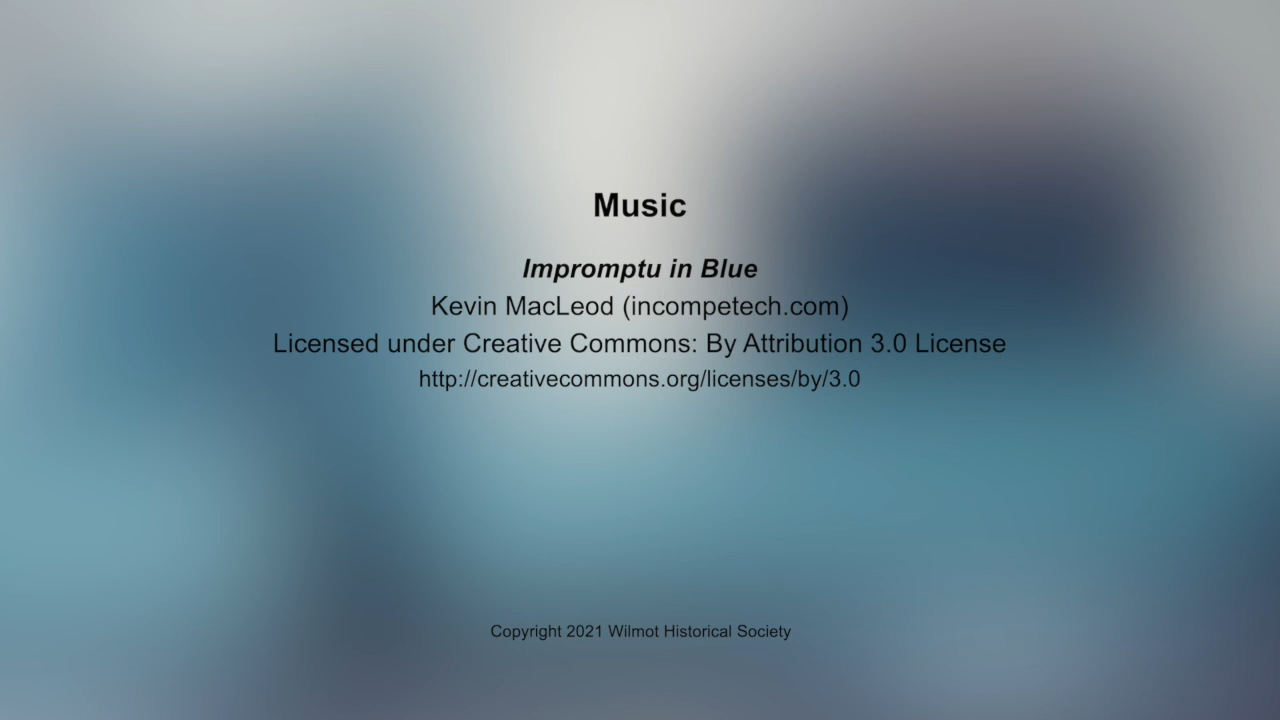 Music
Impromptu in Blue
Kevin MacLeod (incompetech.com)
Licensed under Creative Commons: By Attribution 3.0 License
http://creativecommons.org/licenses/by/3.0
Copyright 2021 Wilmot Historical Society